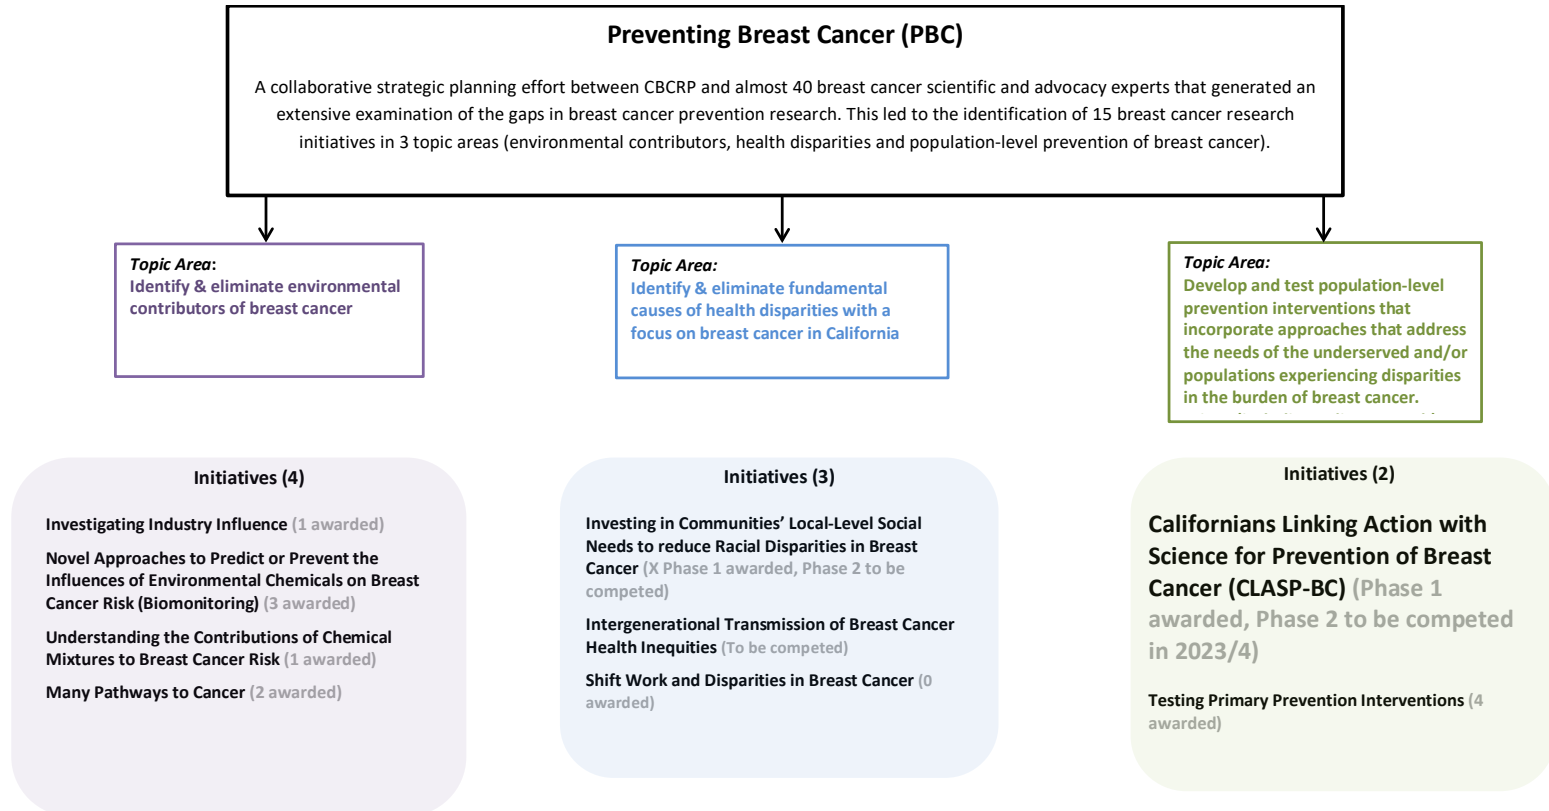 Preventing Breast Cancer (PBC)
A collaborative strategic planning effort between CBCRP and almost 40 breast cancer scientific and advocacy experts that generated an
extensive examination of the gaps in breast cancer prevention research. This led to the identification of 15 breast cancer research
initiatives in 3 topic areas (environmental contributors, health disparities and population-level prevention of breast cancer).
Topic Area:
Identify & eliminate environmental
contributors of breast cancer
Topic Area:
Identify & eliminate fundamental
causes of health disparities with a
focus on breast cancer in California
Topic Area:
Develop and test population-level
prevention interventions that
incorporate approaches that address
the needs of the underserved and/or
populations experiencing disparities
in the burden of breast cancer.
Initiatives (4)
Investigating Industry Influence (1 awarded)
Novel Approaches to Predict or Prevent the
Influences of Environmental Chemicals on Breast
Cancer Risk (Biomonitoring) (3 awarded)
Understanding the Contributions of Chemical
Mixtures to Breast Cancer Risk (1 awarded)
Many Pathways to Cancer (2 awarded)
Initiatives (3)
Investing in Communities’ Local-Level Social
Needs to reduce Racial Disparities in Breast
Cancer (X Phase 1 awarded, Phase 2 to be
competed)
Intergenerational Transmission of Breast Cancer
Health Inequities (To be competed)
Shift Work and Disparities in Breast Cancer (0
awarded)
Initiatives (2)
Californians Linking Action with
Science for Prevention of Breast
Cancer (CLASP-BC) (Phase 1
awarded, Phase 2 to be competed
in 2023/4)
Testing Primary Prevention Interventions (4
awarded)